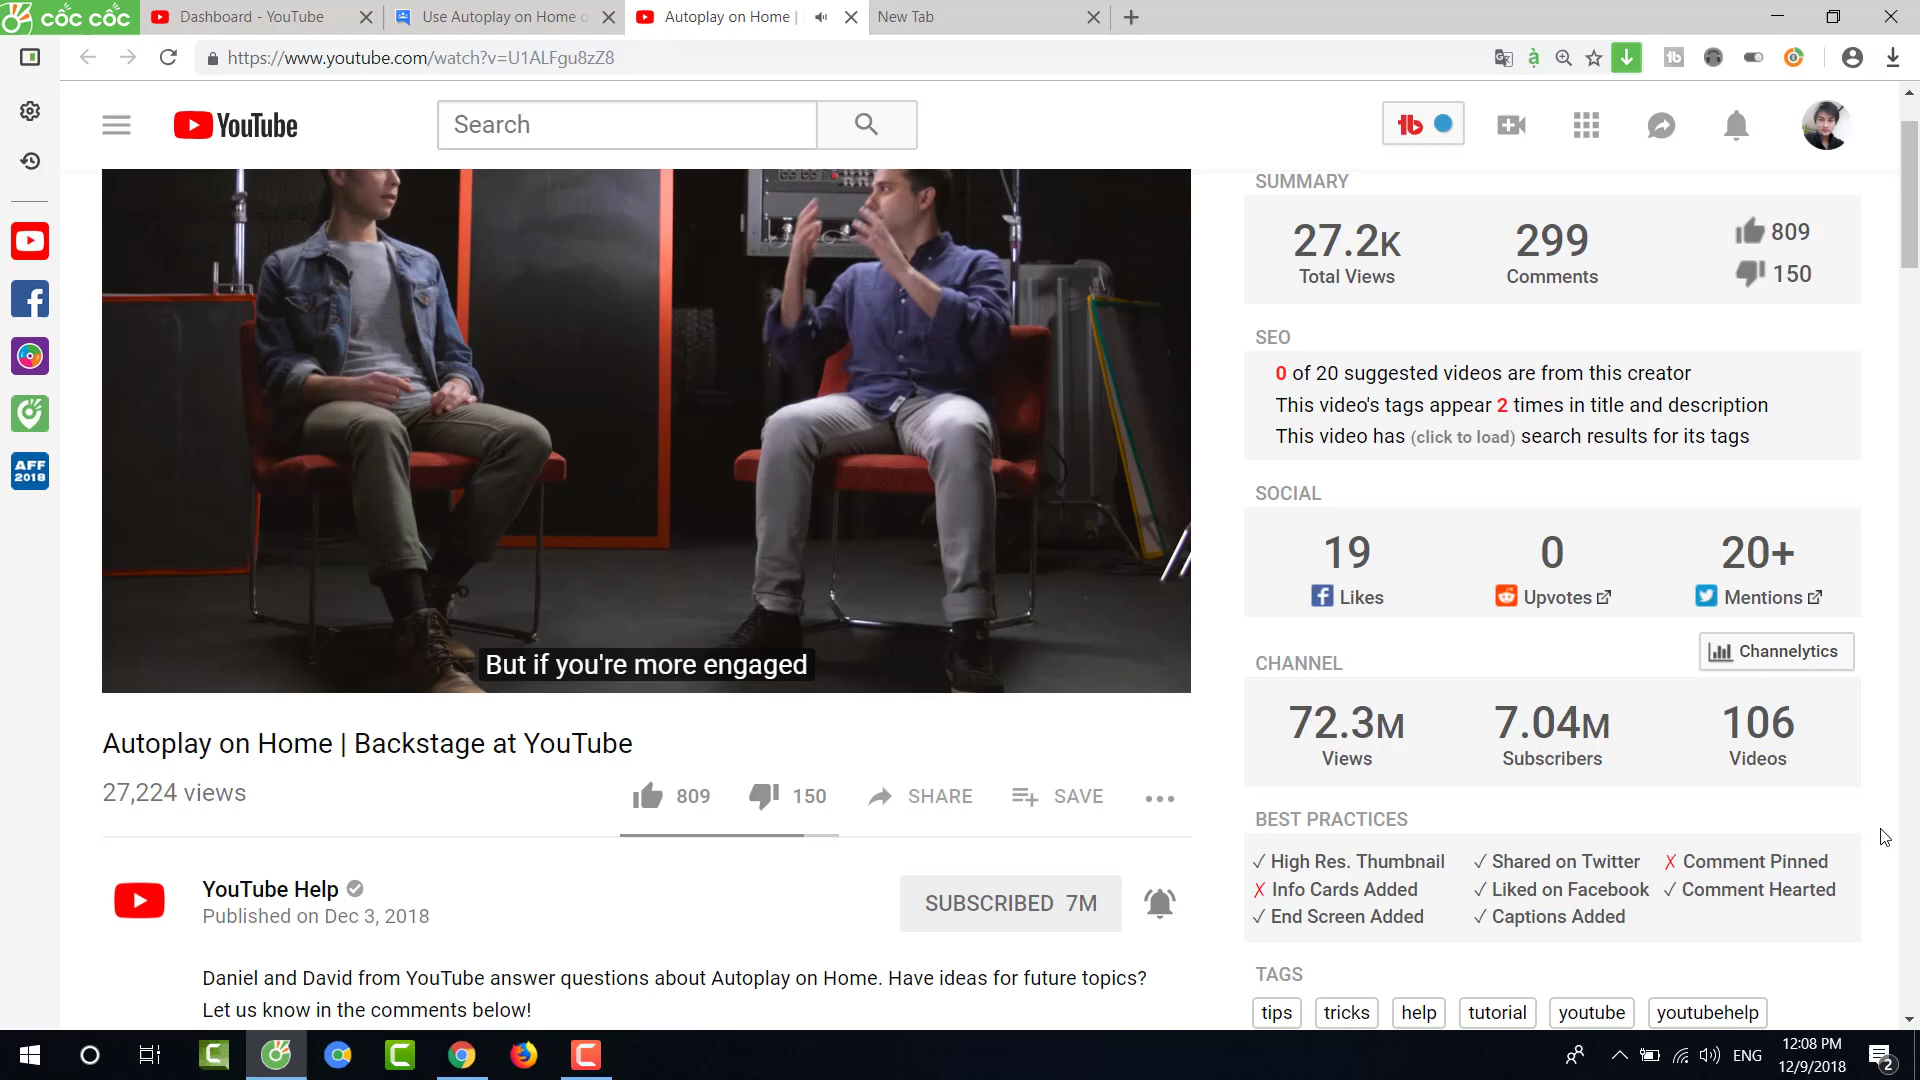 cốc cốc
Dashboard - YouTube
Use Autoplay on Home o
Autoplay on Home |
New Tab
https://www.youtube.com/watch?v=U1ALFgu8zZ8
YouTube
Search
SUMMARY
27.2K
Total Views
299
Comments
809
150
SEO
0 of 20 suggested videos are from this creator
This video's tags appear 2 times in title and description
This video has (click to load) search results for its tags
SOCIAL
19
Likes
0
Upvotes
20+
Mentions
CHANNEL
Channelytics
72.3M
Views
7.04M
Subscribers
106
Videos
BEST PRACTICES
✓ High Res. Thumbnail ✓ Shared on Twitter ✗ Comment Pinned
✗ Info Cards Added ✓ Liked on Facebook ✓ Comment Hearted
✓ End Screen Added ✓ Captions Added
TAGS
tips tricks help tutorial youtube youtubehelp
AFF
2018
But if you're more engaged
Autoplay on Home | Backstage at YouTube
27,224 views
809 150 SHARE SAVE
YouTube Help
Published on Dec 3, 2018
SUBSCRIBED 7M
Daniel and David from YouTube answer questions about Autoplay on Home. Have ideas for future topics?
Let us know in the comments below!
ENG
12:08 PM
12/9/2018
2